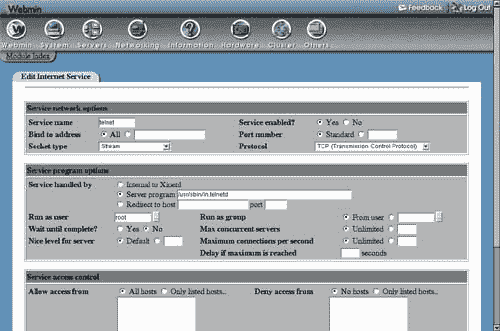 Webmin
Feedback Log Out
Webmin System Servers Networking Information Hardware Cluster Others
Module Index
Edit Internet Service
Service network options
Service name telnet Service enabled? Yes No
Bind to address All Port number Standard
Socket type Stream Protocol TCP (Transmission Control Protocol)
Service program options
Service handled by Internal to Xinetd
Server program /usr/sbin/in.telnetd
Redirect to host port
Run as user root Run as group From user
Wait until complete? Yes No Max concurrent servers Unlimited
Nice level for server Default Maximum connections per second Unlimited
Delay if maximum is reached seconds
Service access control
Allow access from All hosts Only listed hosts.. Deny access from No hosts Only listed hosts..